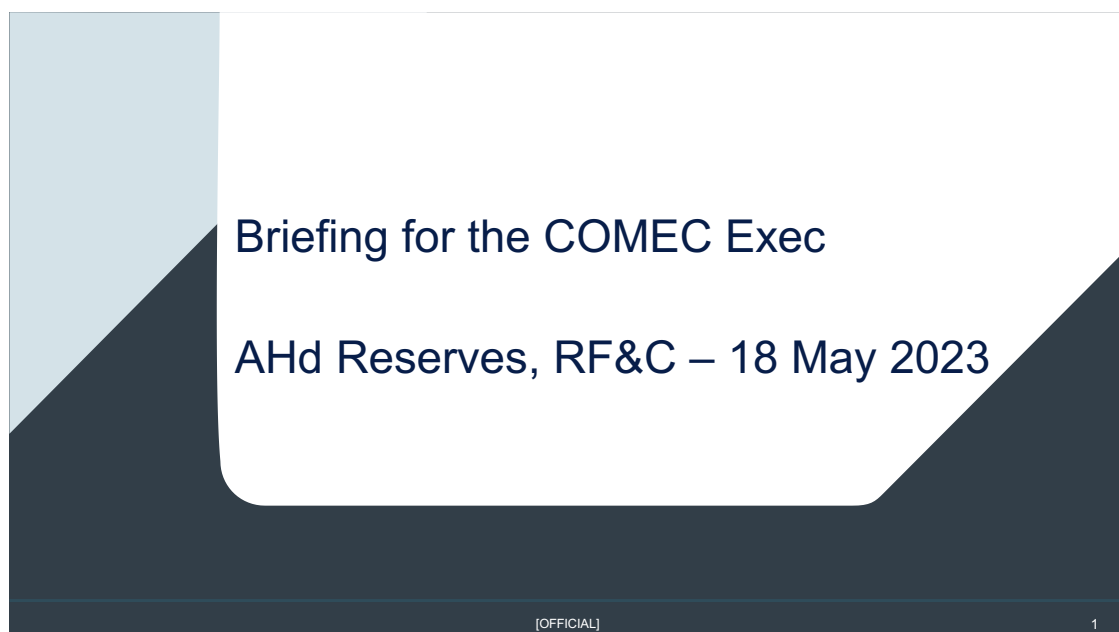 Briefing for the COMEC Exec
AHd Reserves, RF&C – 18 May 2023
[OFFICIAL]
1